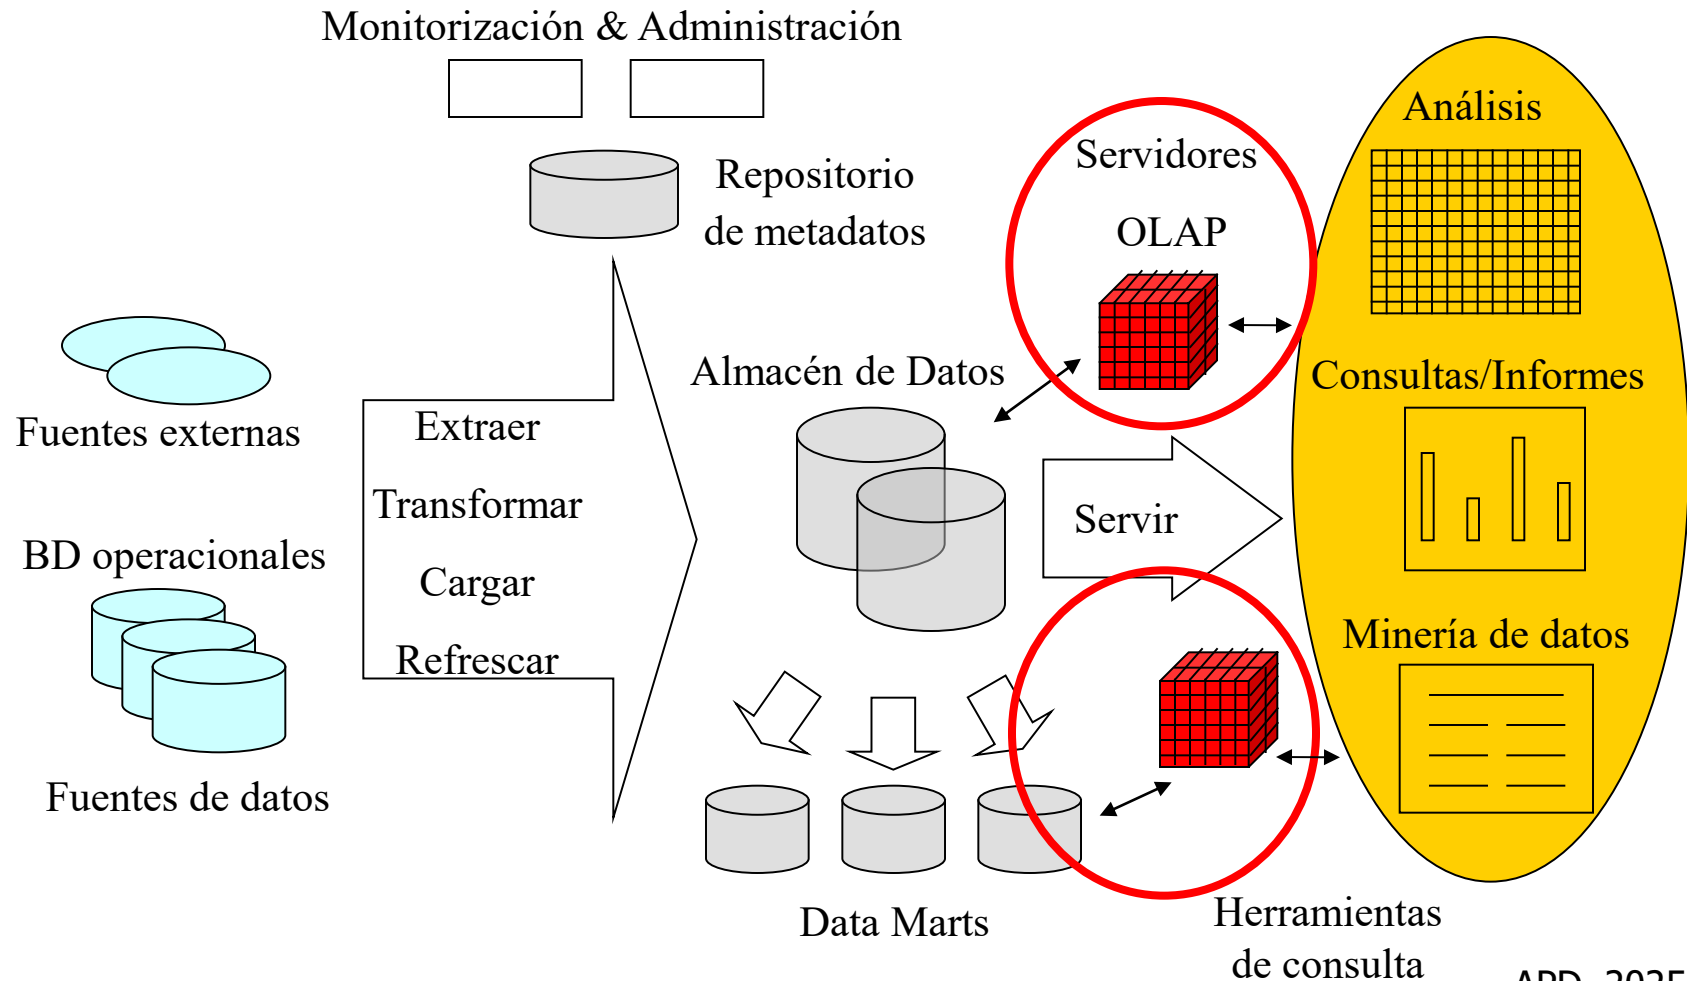 Monitorización & Administración
Repositorio
de metadatos
Servidores
OLAP
Análisis
Fuentes externas
BD operacionales
Fuentes de datos
Extraer
Transformar
Cargar
Refrescar
Almacén de Datos
Servir
Consultas/Informes
Minería de datos
Data Marts
Herramientas
de consulta